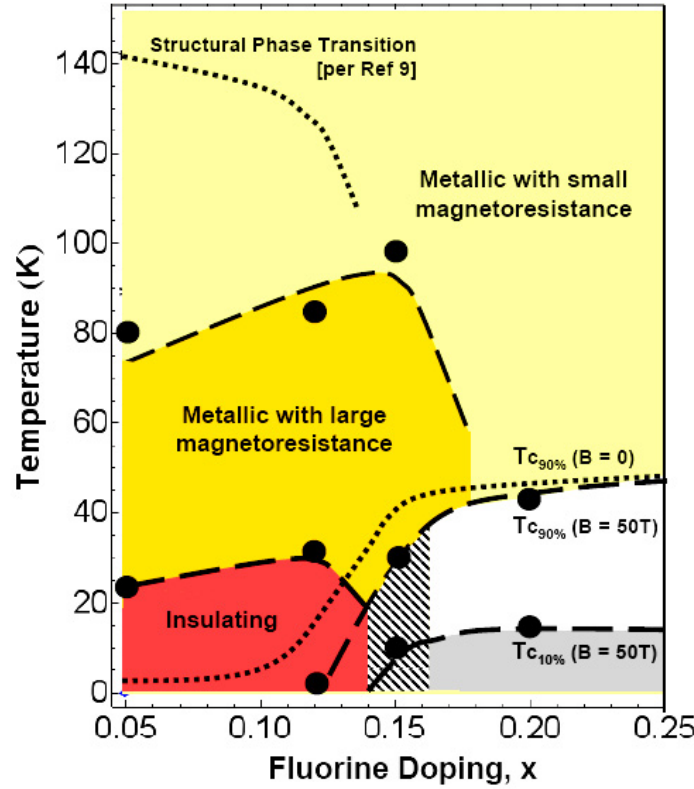 Structural Phase Transition
[per Ref 9]
Metallic with small
magnetoresistance
Metallic with large
magnetoresistance
Insulating
Tc90% (B = 0)
Tc90% (B = 50T)
Tc10% (B = 50T)
Temperature (K)
140
120
100
80
60
40
20
0
0.05
0.10
0.15
0.20
0.25
Fluorine Doping, x